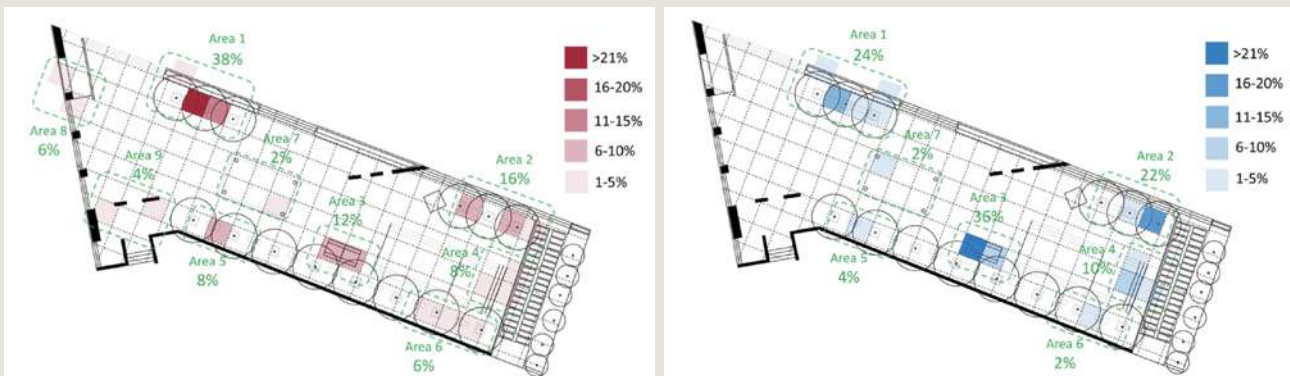 Area 1
38%
>21%
16-20%
11-15%
6-10%
1-5%
Area 8
6%
Area 7
2%
Area 9
4%
Area 2
16%
Area 3
12%
Area 4
8%
Area 5
8%
Area 6
6%
Area 1
24%
>21%
16-20%
11-15%
6-10%
1-5%
Area 7
2%
Area 2
22%
Area 3
36%
Area 4
10%
Area 5
4%
Area 6
2%